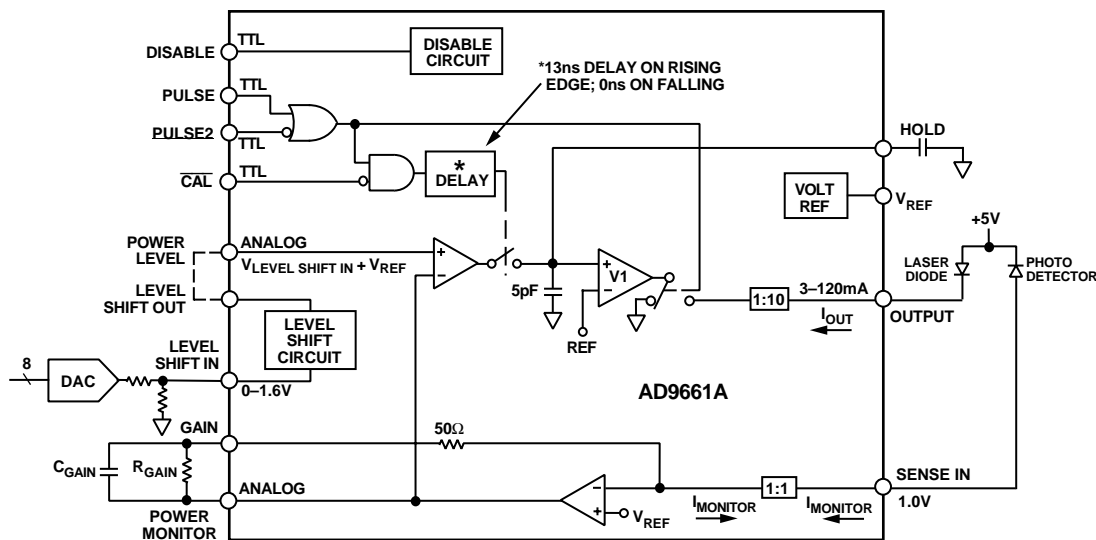 DISABLE
TTL
DISABLE
CIRCUIT
*13ns DELAY ON RISING
EDGE; 0ns ON FALLING
PULSE
TTL
PULSE2
TTL
CAL
TTL
*
DELAY
HOLD
VOLT
REF
VREF
+5V
POWER
LEVEL
ANALOG
VLEVEL SHIFT IN + VREF
+
–
5pF
+
–
V1
REF
LASER
DIODE
PHOTO
DETECTOR
LEVEL
SHIFT OUT
1:10
3–120mA
IOUT
OUTPUT
LEVEL
SHIFT
CIRCUIT
8
DAC
LEVEL
SHIFT IN
0–1.6V
AD9661A
GAIN
50Ω
CGAIN
RGAIN
ANALOG
POWER
MONITOR
–
+
VREF
IMONITOR
1:1
IMONITOR
SENSE IN
1.0V